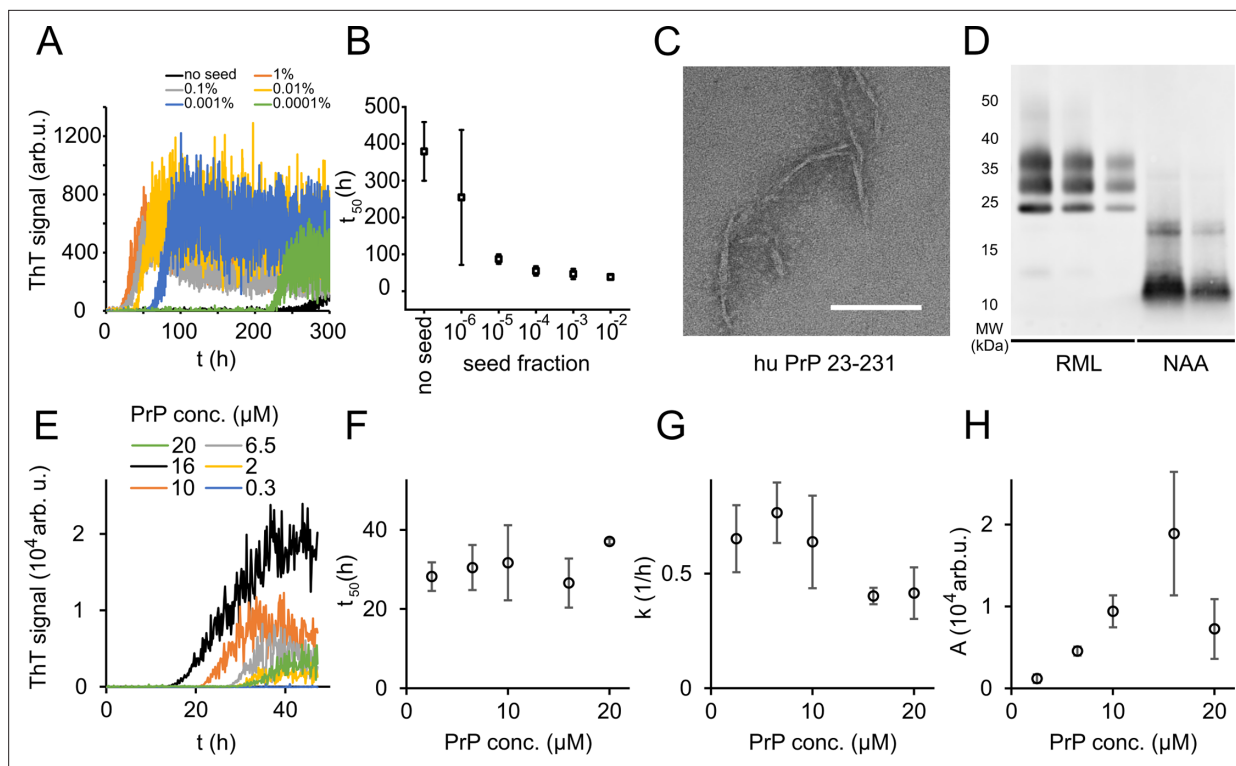 A
no seed 1%
0.1% 0.01%
0.001% 0.0001%
ThT signal (arb.u.)
1200
800
400
0
0 100 200 300
t (h)
B
t50(h)
500
400
300
200
100
0
no seed 10-6 10-5 10-4 10-3 10-2
seed fraction
C
hu PrP 23-231
D
50
40
35
25
15
10
MW
(kDa)
RML NAA
E
PrP conc. (µM)
20 6.5
16 2
10 0.3
ThT signal (10⁴ arb. u.)
2
1
0
0 20 40
t (h)
F
t50(h)
40
20
0
0 10 20
PrP conc. (µM)
G
k (1/h)
0.5
0
0 10 20
PrP conc. (µM)
H
A (10⁴ arb.u.)
2
1
0
0 10 20
PrP conc. (µM)